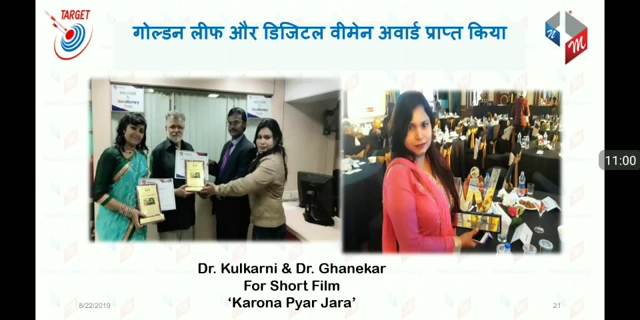 TARGET
गोल्डन लीफ और डिजिटल वीमेन अवार्ड प्राप्त किया
N
M
11:00
Dr. Kulkarni & Dr. Ghanekar
For Short Film
‘Karona Pyar Jara’
8/22/2019
21